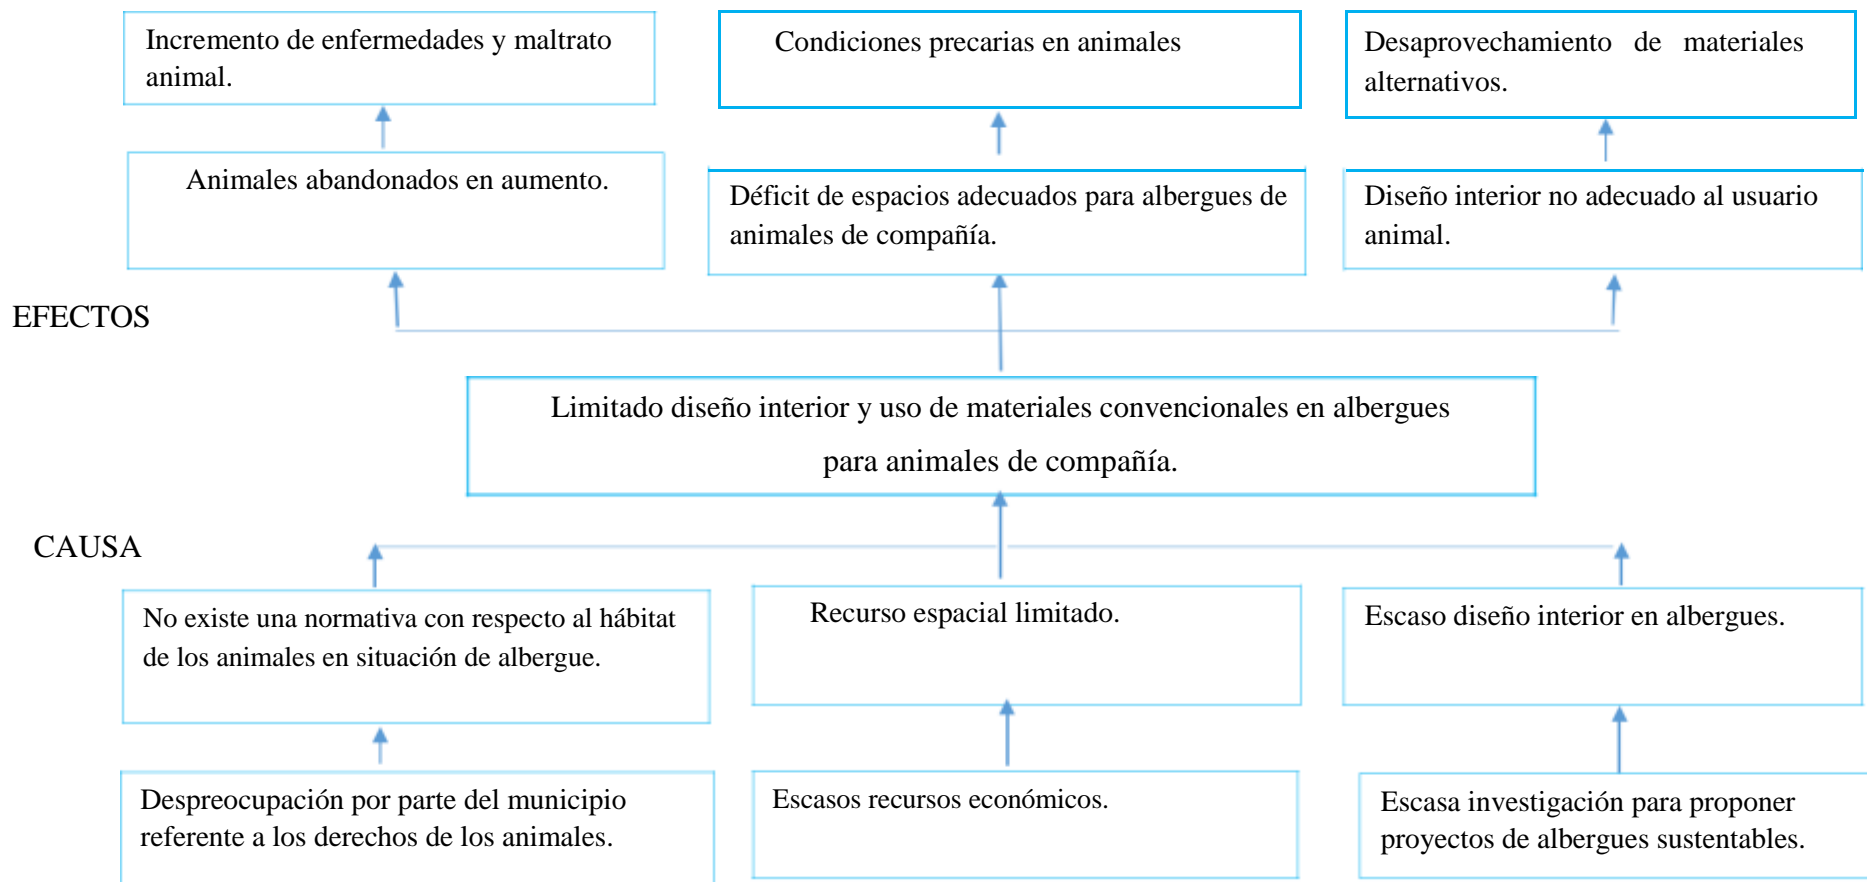 Incremento de enfermedades y maltrato
animal.
Condiciones precarias en animales
Desaprovechamiento de materiales
alternativos.
Animales abandonados en aumento.
Déficit de espacios adecuados para albergues de
animales de compañía.
Diseño interior no adecuado al usuario
animal.
EFECTOS
Limitado diseño interior y uso de materiales convencionales en albergues
para animales de compañía.
CAUSA
No existe una normativa con respecto al hábitat
de los animales en situación de albergue.
Recurso espacial limitado.
Escaso diseño interior en albergues.
Despreocupación por parte del municipio
referente a los derechos de los animales.
Escasos recursos económicos.
Escasa investigación para proponer
proyectos de albergues sustentables.